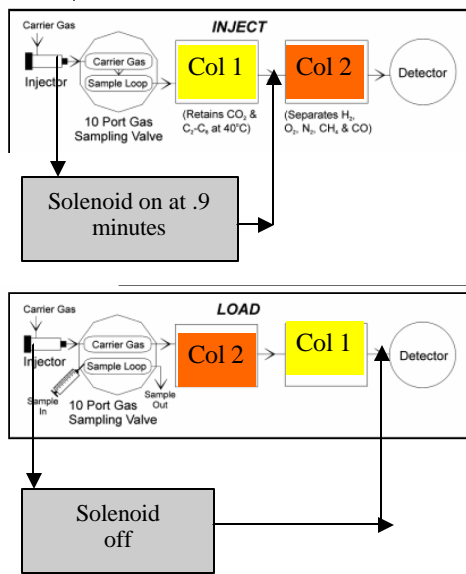 Carrier Gas
INJECT
Injector
Carrier Gas
Sample Loop
10 Port Gas
Sampling Valve
Col 1
(Retains CO₂ &
C₂-C₆ at 40°C)
Col 2
(Separates H₂,
O₂, N₂, CH₄ & CO)
Detector
Solenoid on at .9
minutes
Carrier Gas
LOAD
Injector
Carrier Gas
Sample Loop
Sample
In
10 Port Gas
Sampling Valve
Sample
Out
Col 2
Col 1
Detector
Solenoid
off